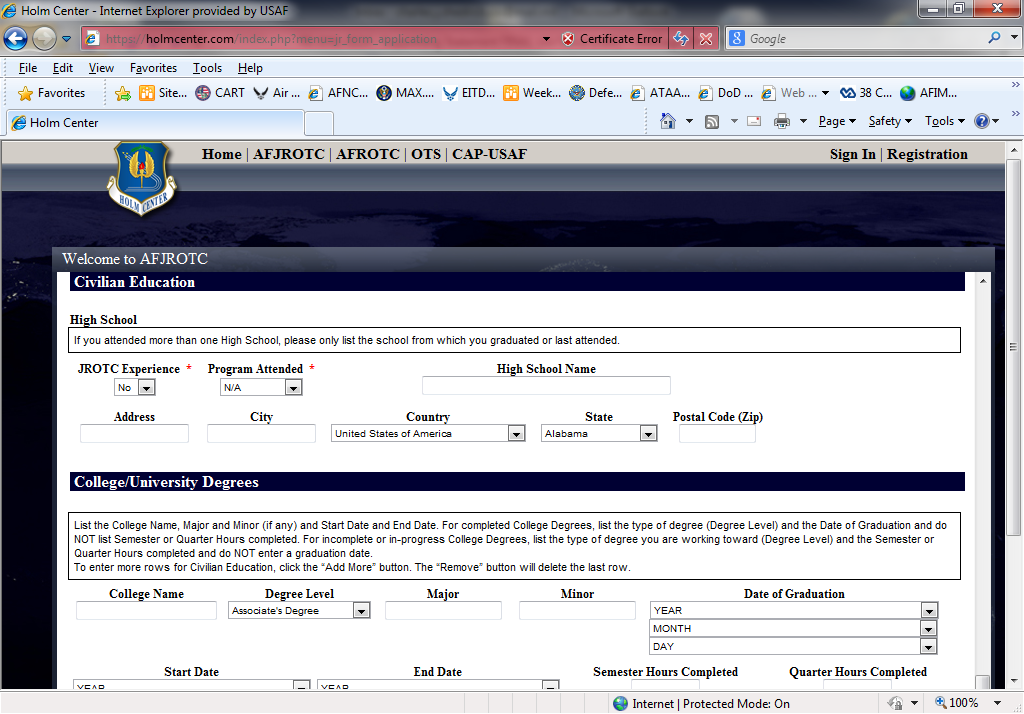 Holm Center - Internet Explorer provided by USAF
https://holmcenter.com/index.php?menu=jr_form_application
Certificate Error
Google
File Edit View Favorites Tools Help
Favorites Site... CART Air ... AFNC... MAX.... EITD... Week... Defe... ATAA... DoD ... Web ... 38 C... AFIM...
Holm Center
Page Safety Tools
HOLM CENTER
Home | AFJROTC | AFROTC | OTS | CAP-USAF
Sign In | Registration
Welcome to AFJROTC
Civilian Education
High School
If you attended more than one High School, please only list the school from which you graduated or last attended.
JROTC Experience * Program Attended * High School Name
No N/A
Address City Country State Postal Code (Zip)
United States of America Alabama
College/University Degrees
List the College Name, Major and Minor (if any) and Start Date and End Date. For completed College Degrees, list the type of degree (Degree Level) and the Date of Graduation and do
NOT list Semester or Quarter Hours completed. For incomplete or in-progress College Degrees, list the type of degree you are working toward (Degree Level) and the Semester or
Quarter Hours completed and do NOT enter a graduation date.
To enter more rows for Civilian Education, click the "Add More" button. The "Remove" button will delete the last row.
College Name Degree Level Major Minor Date of Graduation
Associate's Degree YEAR
MONTH
DAY
Start Date End Date Semester Hours Completed Quarter Hours Completed
YEAR YEAR
Internet | Protected Mode: On
100%